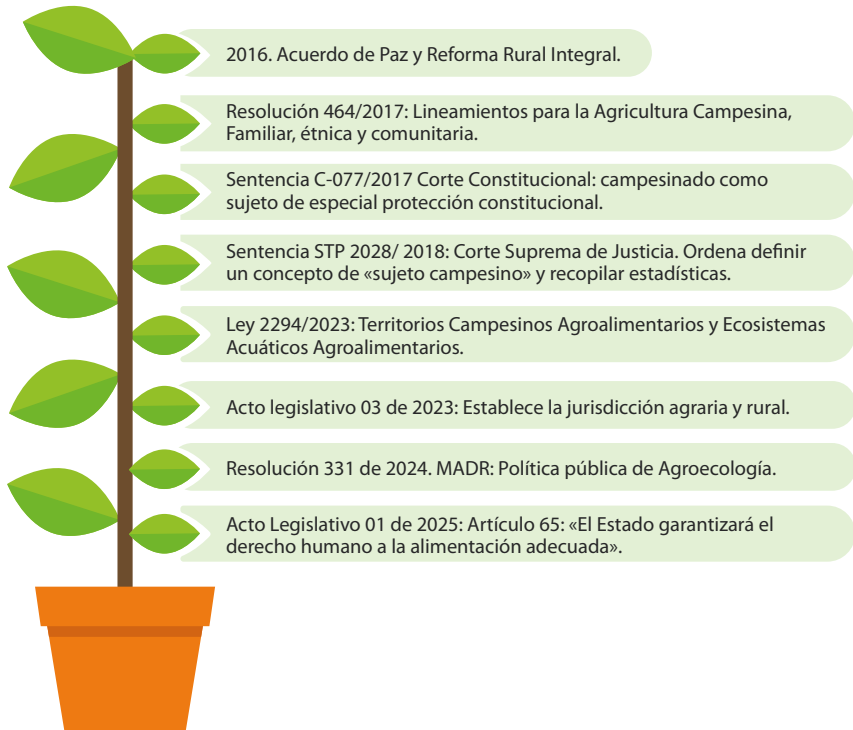 2016. Acuerdo de Paz y Reforma Rural Integral.
Resolución 464/2017: Lineamientos para la Agricultura Campesina,
Familiar, étnica y comunitaria.
Sentencia C-077/2017 Corte Constitucional: campesinado como
sujeto de especial protección constitucional.
Sentencia STP 2028/ 2018: Corte Suprema de Justicia. Ordena definir
un concepto de «sujeto campesino» y recopilar estadísticas.
Ley 2294/2023: Territorios Campesinos Agroalimentarios y Ecosistemas
Acuáticos Agroalimentarios.
Acto legislativo 03 de 2023: Establece la jurisdicción agraria y rural.
Resolución 331 de 2024. MADR: Política pública de Agroecología.
Acto Legislativo 01 de 2025: Artículo 65: «El Estado garantizará el
derecho humano a la alimentación adecuada».